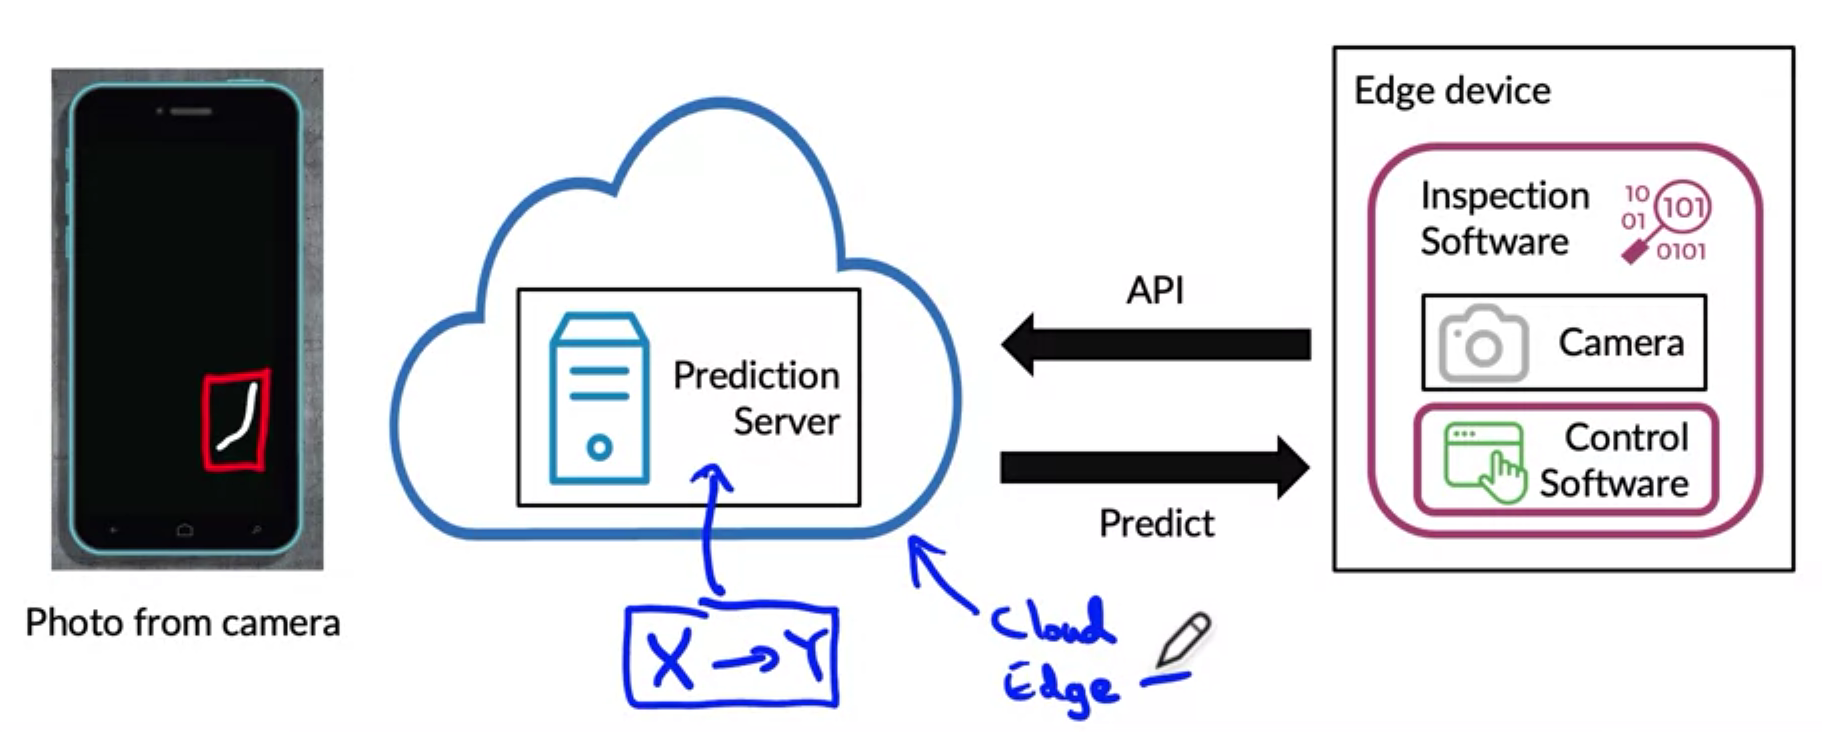 Photo from camera
Prediction
Server
X → Y
Cloud
Edge –
API
Predict
Edge device
Inspection
Software
10
01
101
0101
Camera
Control
Software